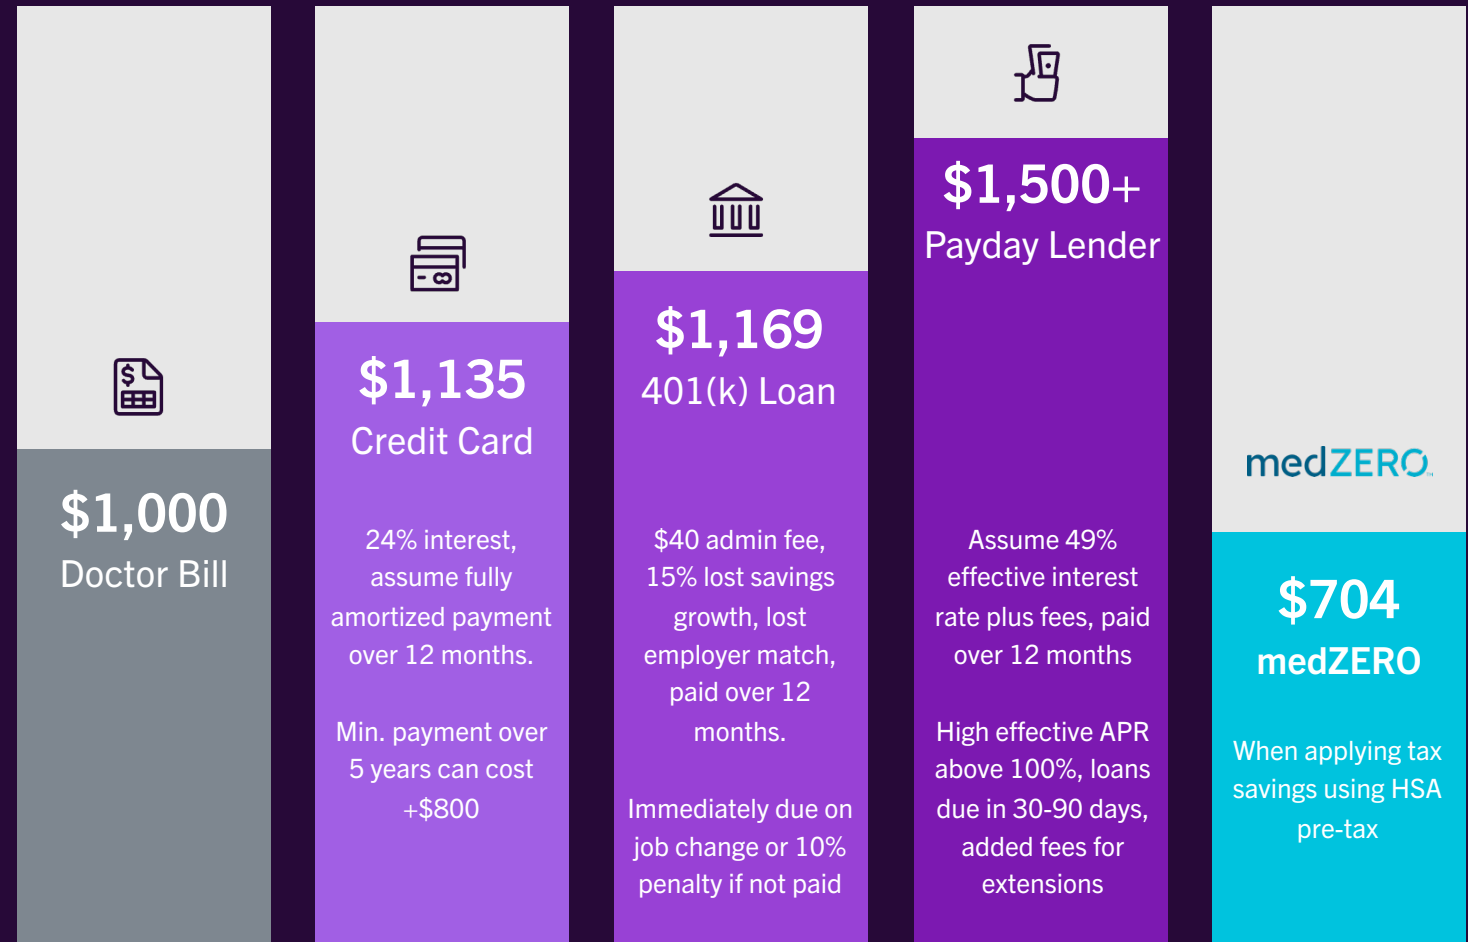 $
$1,000
Doctor Bill
$1,135
Credit Card
24% interest,
assume fully
amortized payment
over 12 months.
Min. payment over
5 years can cost
+$800
$1,169
401(k) Loan
$40 admin fee,
15% lost savings
growth, lost
employer match,
paid over 12
months.
Immediately due on
job change or 10%
penalty if not paid
$1,500+
Payday Lender
Assume 49%
effective interest
rate plus fees, paid
over 12 months
High effective APR
above 100%, loans
due in 30-90 days,
added fees for
extensions
medZERO
$704
medZERO
When applying tax
savings using HSA
pre-tax